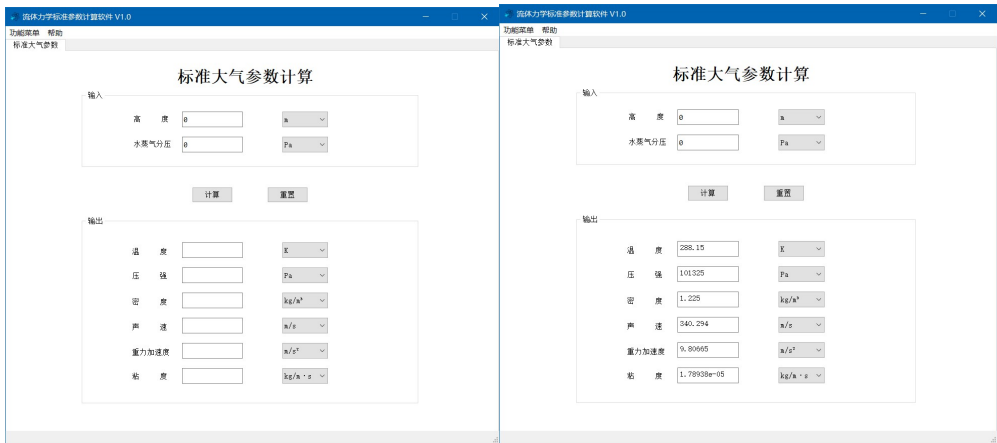 流体力学标准参数计算软件 V1.0
功能菜单 帮助
标准大气参数
标准大气参数计算
输入
高 度 0 m
水蒸气分压 0 Pa
计算 重置
输出
温 度 K
压 强 Pa
密 度 kg/m³
声 速 m/s
重力加速度 m/s²
粘 度 kg/m·s
流体力学标准参数计算软件 V1.0
功能菜单 帮助
标准大气参数
标准大气参数计算
输入
高 度 0 m
水蒸气分压 0 Pa
计算 重置
输出
温 度 288.15 K
压 强 101325 Pa
密 度 1.225 kg/m³
声 速 340.294 m/s
重力加速度 9.80665 m/s²
粘 度 1.78938e-05 kg/m·s